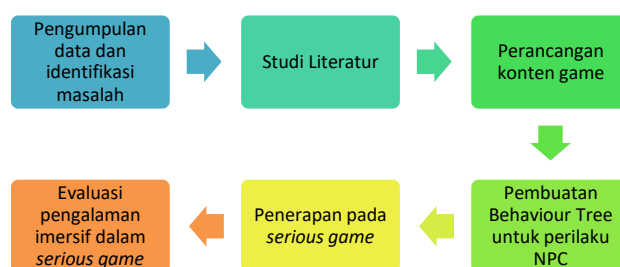 Pengumpulan
data dan
identifikasi
masalah
Studi Literatur
Perancangan
konten game
Pembuatan
Behaviour Tree
untuk perilaku
NPC
Penerapan pada
serious game
Evaluasi
pengalaman
imersif dalam
serious game